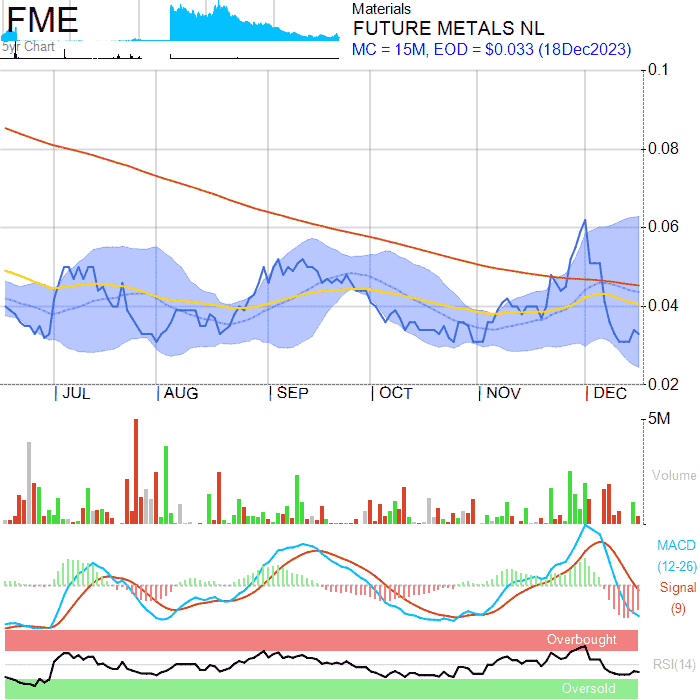 FME
5yr Chart
Materials
FUTURE METALS NL
MC = 15M, EOD = $0.033 (18Dec2023)
0.1
0.08
0.06
0.04
0.02
JUL AUG SEP OCT NOV DEC
5M
Volume
MACD
(12-26)
Signal
(9)
Overbought
RSI(14)
Oversold